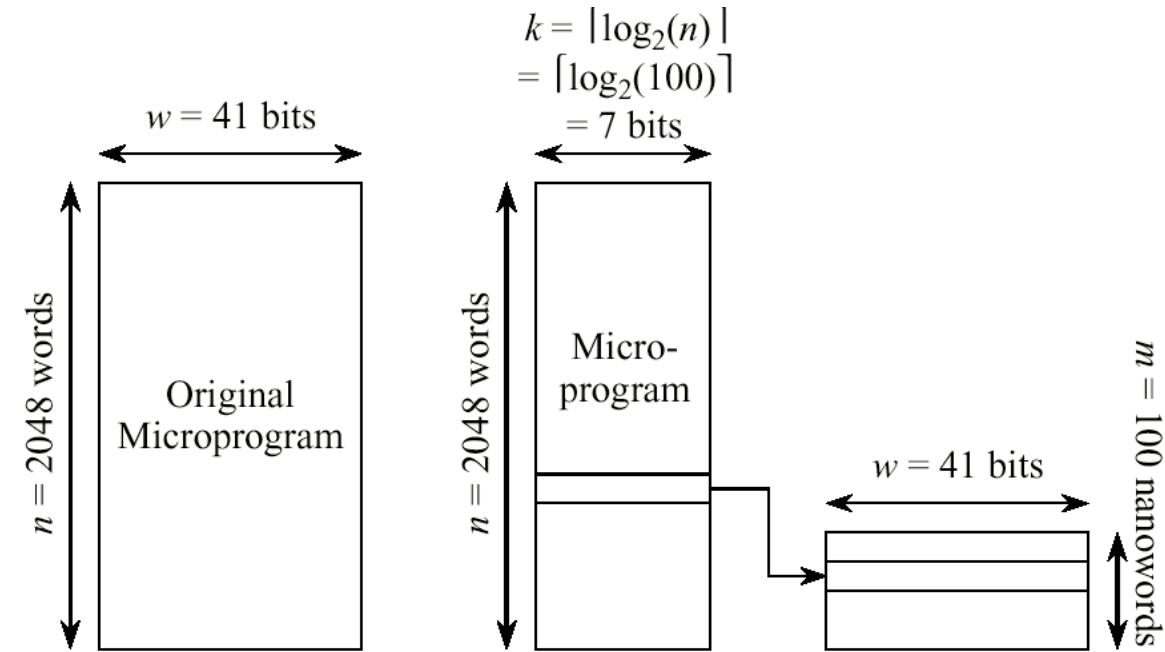 w = 41 bits
n = 2048 words
Original
Microprogram
k = ⌈log₂(n)⌉
= ⌈log₂(100)⌉
= 7 bits
n = 2048 words
Micro-
program
w = 41 bits
m = 100 nanowords